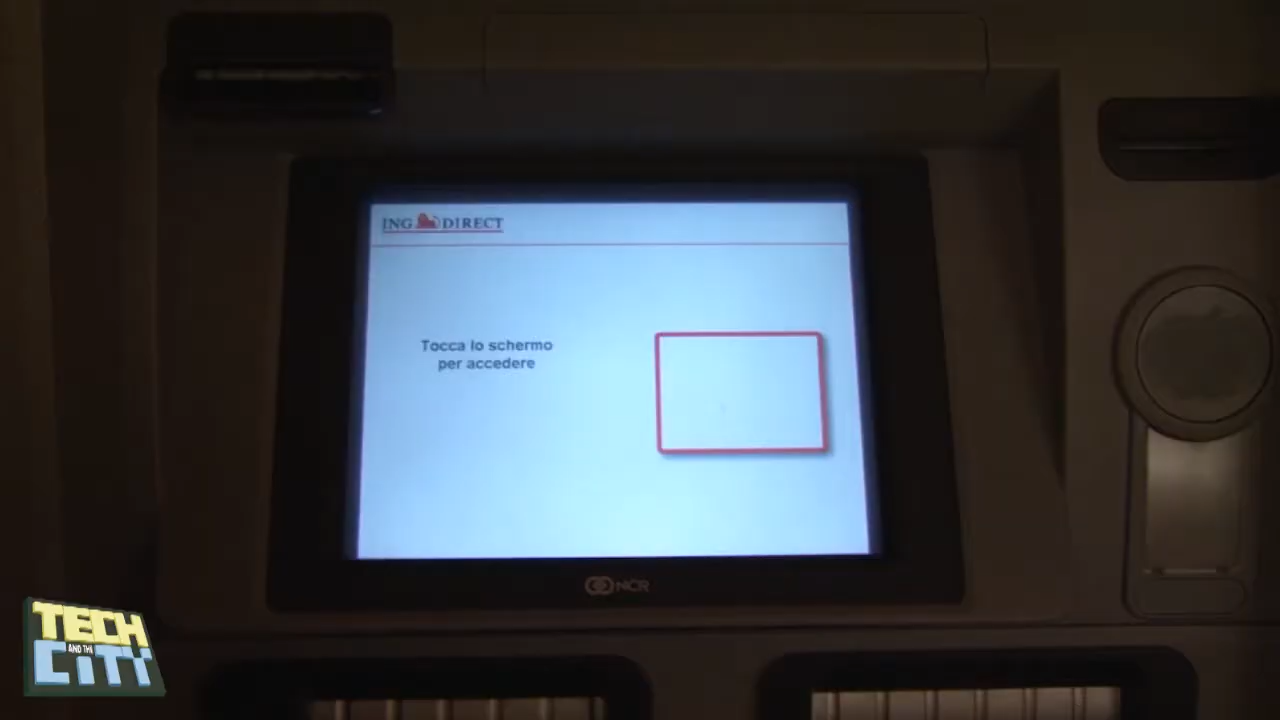 ING DIRECT
Tocca lo schermo
per accedere
NCR
TECH
AND THE
CITY